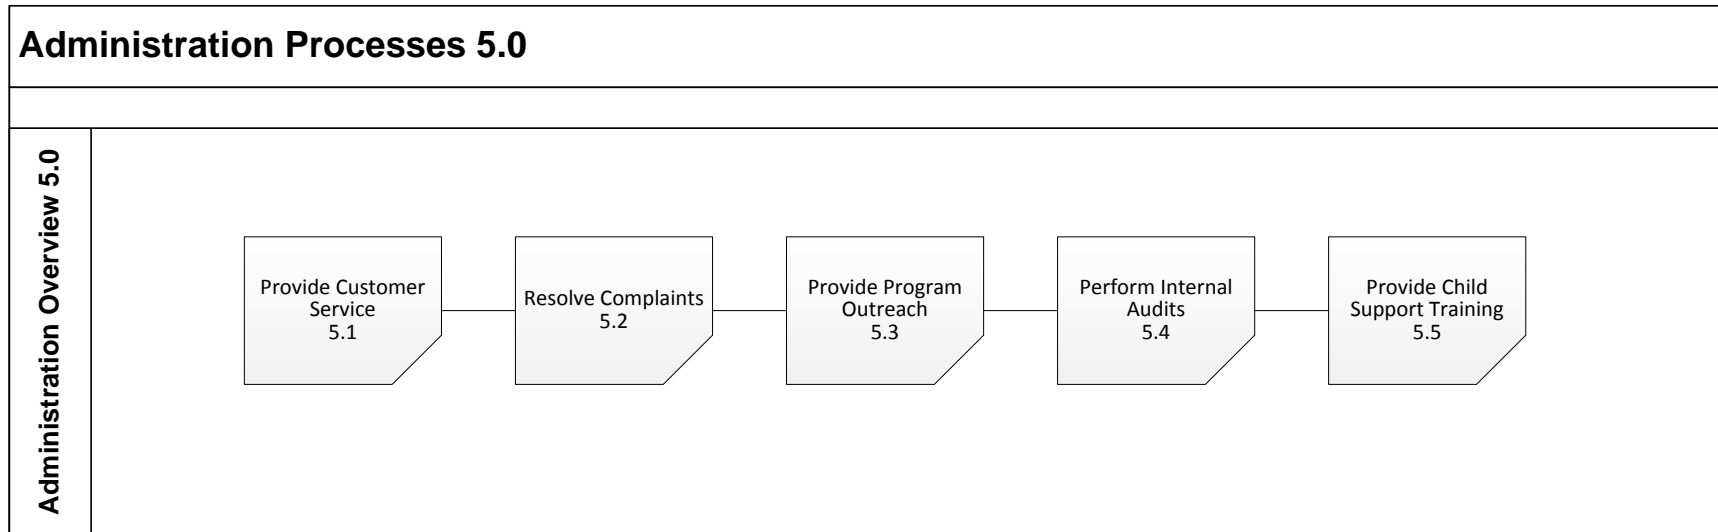 Administration Processes 5.0
Administration Overview 5.0
Provide Customer
Service
5.1
Resolve Complaints
5.2
Provide Program
Outreach
5.3
Perform Internal
Audits
5.4
Provide Child
Support Training
5.5